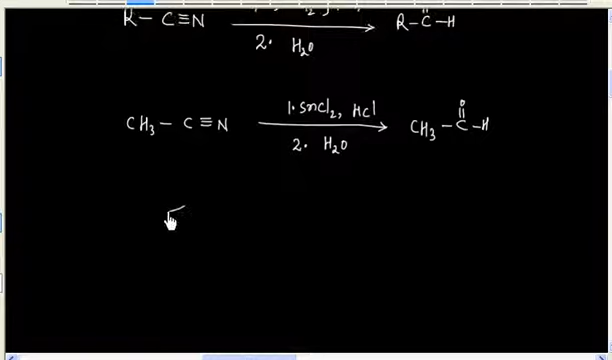 R — C≡N R — C — H
2. H₂O
1. SnCl₂, HCl
O
CH₃ — C ≡ N CH₃ — C — H
2. H₂O